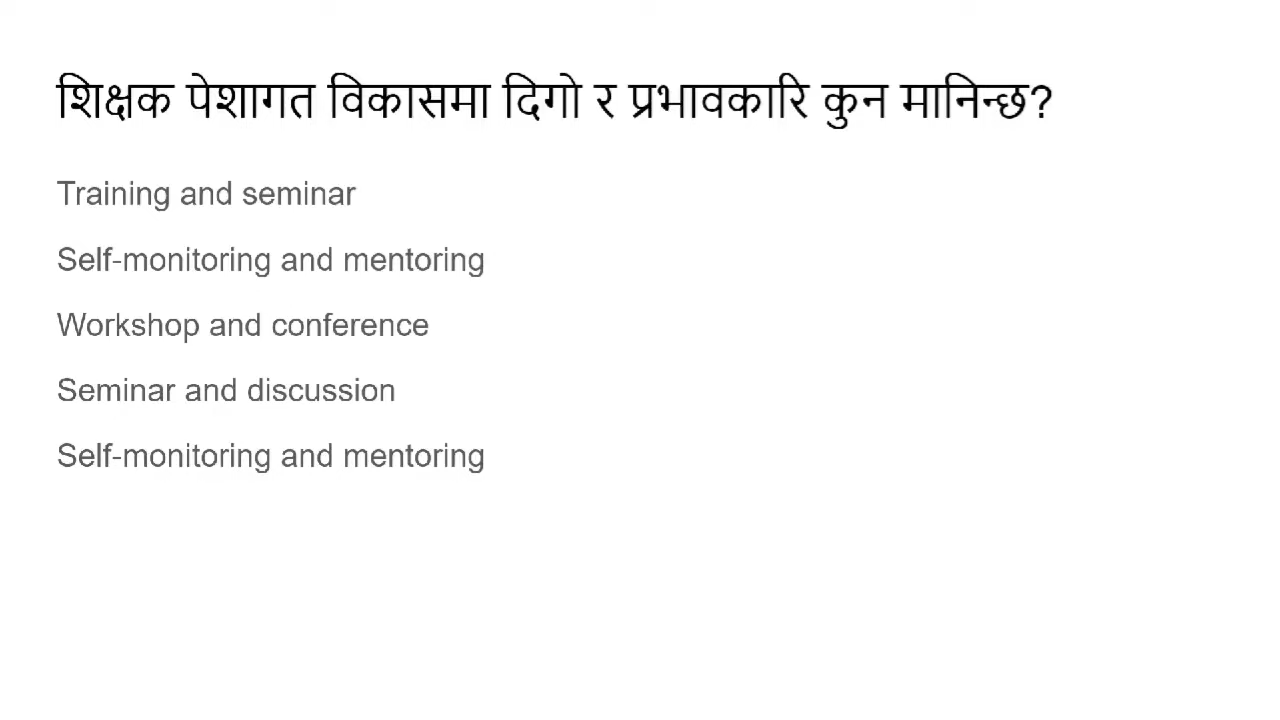 शिक्षक पेशागत विकासमा दिगो र प्रभावकारि कुन मानिन्छ?
Training and seminar
Self-monitoring and mentoring
Workshop and conference
Seminar and discussion
Self-monitoring and mentoring